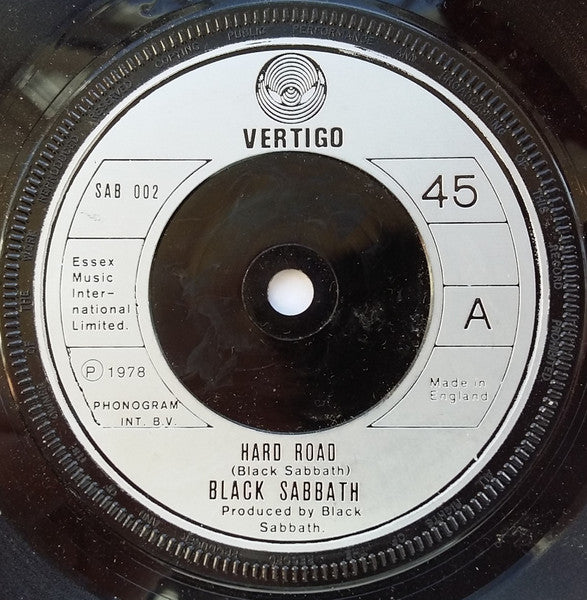 VERTIGO
SAB 002
45
Essex
Music
Inter-
national
Limited.
A
℗ 1978
PHONOGRAM
INT. B.V.
Made in
England
HARD ROAD
(Black Sabbath)
BLACK SABBATH
Produced by Black
Sabbath.